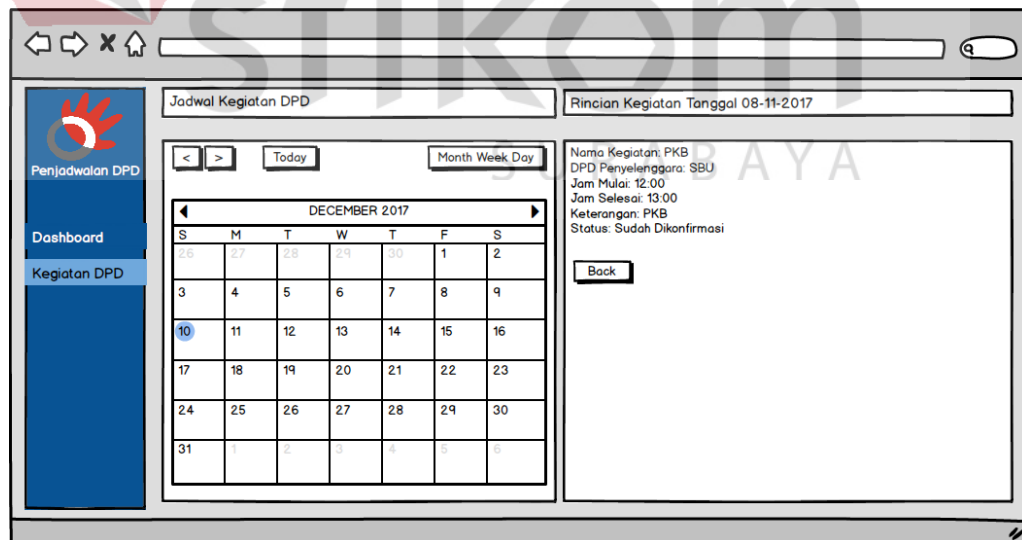 STIKOM
SURABAYA
Penjadwalan DPD
Dashboard
Kegiatan DPD
Jadwal Kegiatan DPD
< > Today Month Week Day
DECEMBER 2017
S M T W T F S
26 27 28 29 30 1 2
3 4 5 6 7 8 9
10 11 12 13 14 15 16
17 18 19 20 21 22 23
24 25 26 27 28 29 30
31 1 2 3 4 5 6
Rincian Kegiatan Tanggal 08-11-2017
Nama Kegiatan: PKB
DPD Penyelenggara: SBU
Jam Mulai: 12:00
Jam Selesai: 13:00
Keterangan: PKB
Status: Sudah Dikonfirmasi
Back